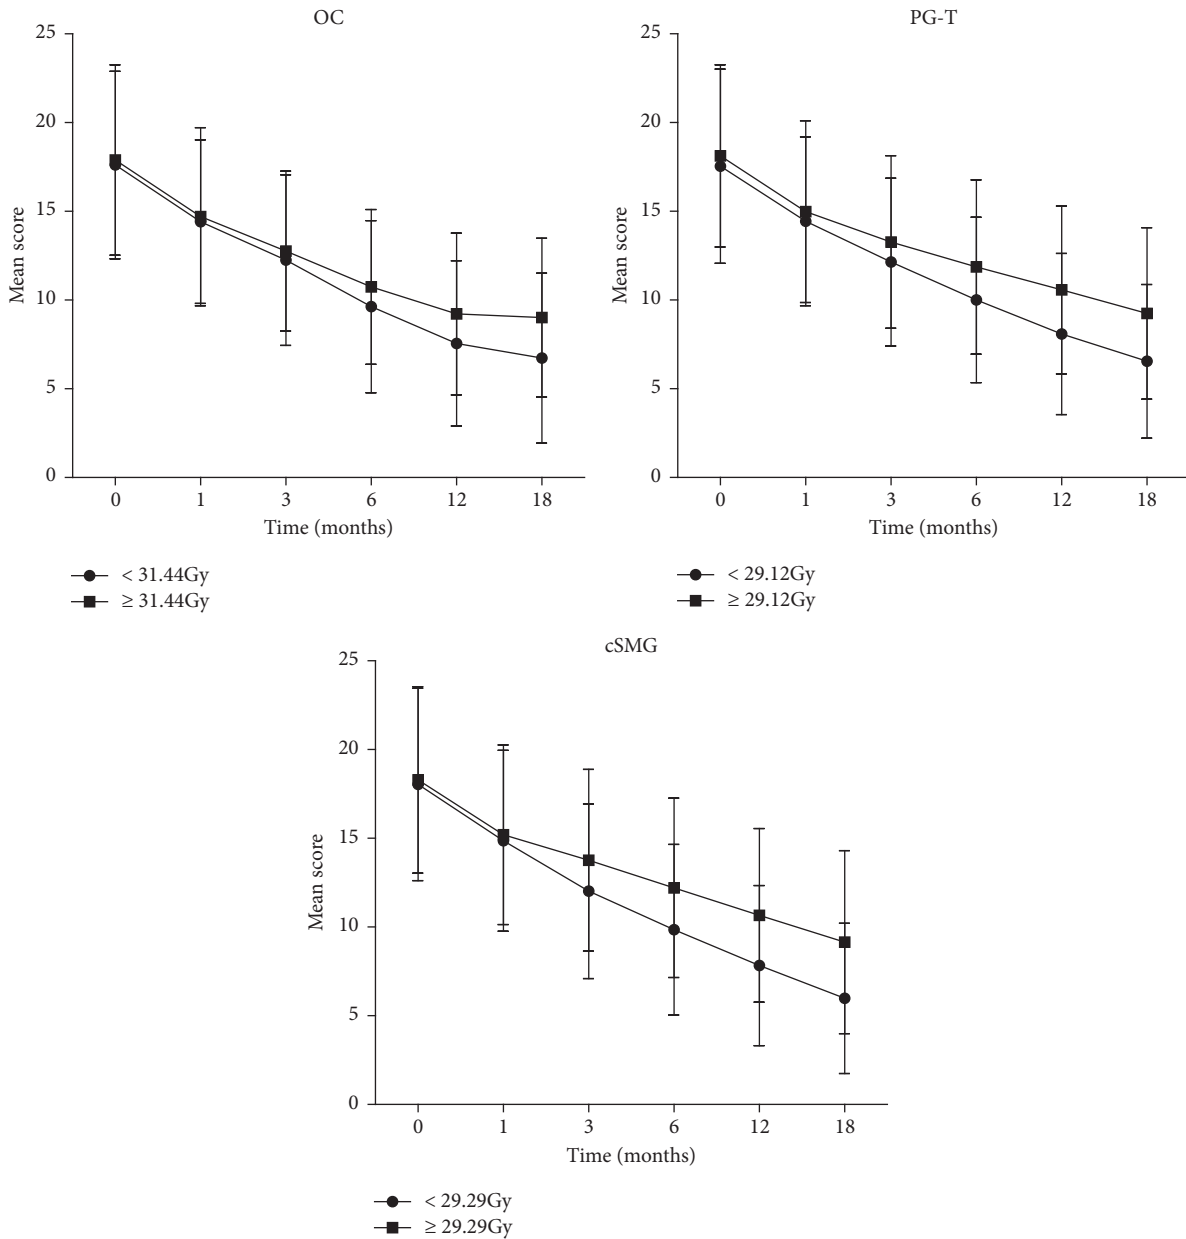 OC
25
20
15
10
5
0
Mean score
0 1 3 6 12 18
Time (months)
< 31.44Gy
≥ 31.44Gy
PG-T
25
20
15
10
5
0
Mean score
0 1 3 6 12 18
Time (months)
< 29.12Gy
≥ 29.12Gy
cSMG
25
20
15
10
5
0
Mean score
0 1 3 6 12 18
Time (months)
< 29.29Gy
≥ 29.29Gy